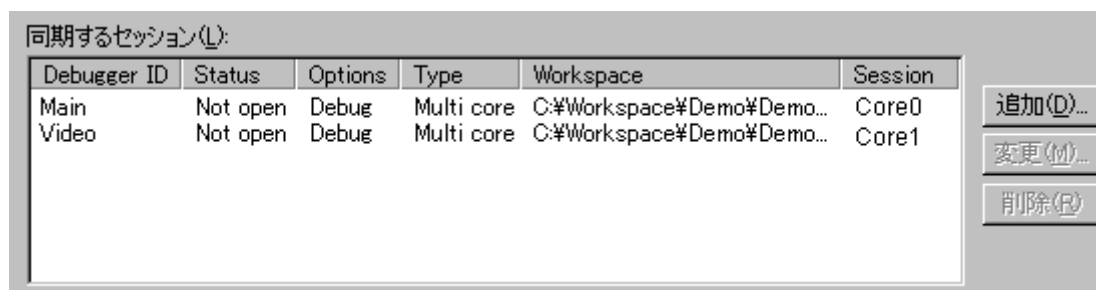 同期するセッション(L):
Debugger ID Status Options Type Workspace Session
Main Not open Debug Multi core C:¥Workspace¥Demo¥Demo... Core0
Video Not open Debug Multi core C:¥Workspace¥Demo¥Demo... Core1
追加(D)...
変更(M)...
削除(R)